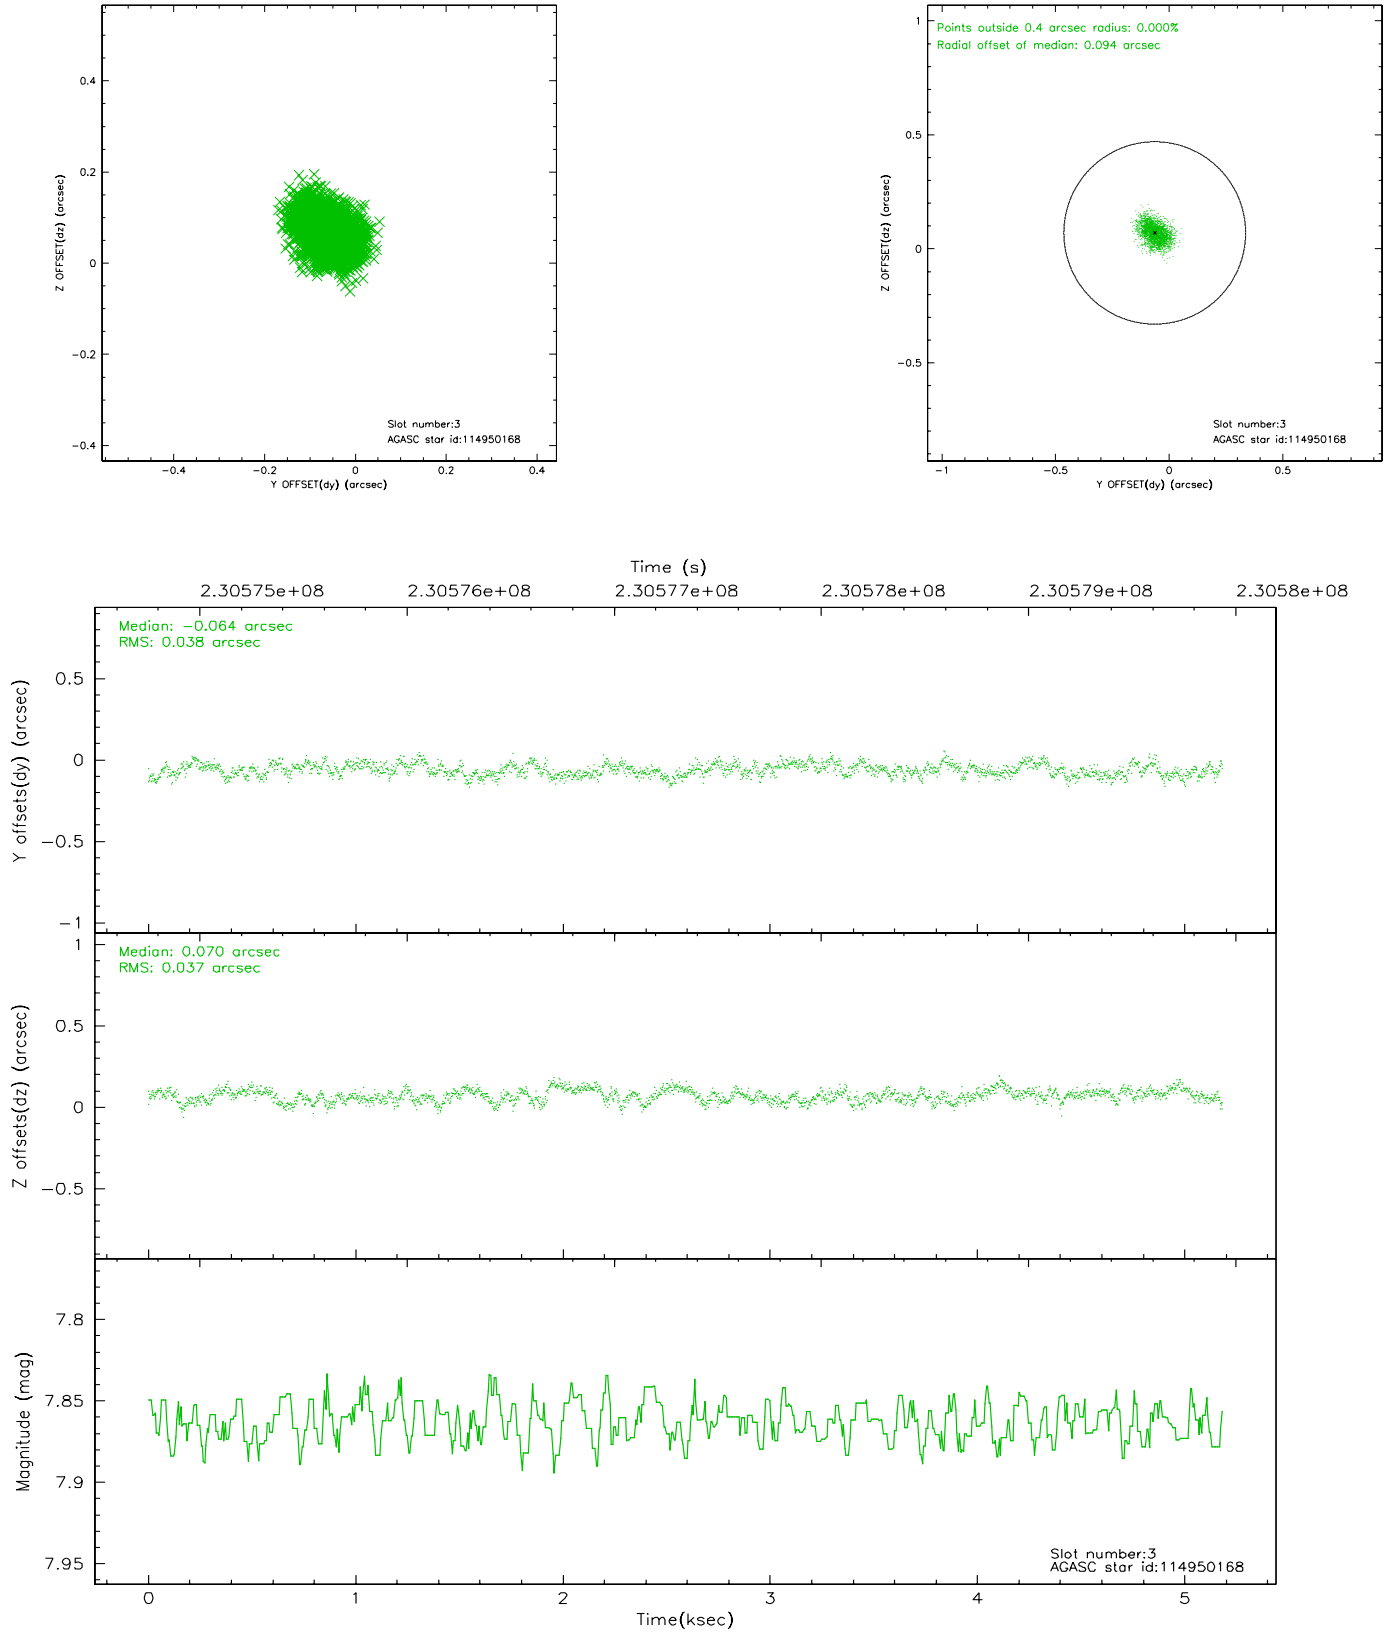 0.4
0.2
0
−0.2
−0.4
Z OFFSET(dz) (arcsec)
Slot number:3
AGASC star id:114950168
−0.4 −0.2 0 0.2 0.4
Y OFFSET(dy) (arcsec)
Points outside 0.4 arcsec radius: 0.000%
Radial offset of median: 0.094 arcsec
1
0.5
0
−0.5
Z OFFSET(dz) (arcsec)
Slot number:3
AGASC star id:114950168
−1 −0.5 0 0.5
Y OFFSET(dy) (arcsec)
Time (s)
2.30575e+08 2.30576e+08 2.30577e+08 2.30578e+08 2.30579e+08 2.3058e+08
Median: −0.064 arcsec
RMS: 0.038 arcsec
0.5
0
−0.5
−1
Y offsets(dy) (arcsec)
Median: 0.070 arcsec
RMS: 0.037 arcsec
1
0.5
0
−0.5
Z offsets(dz) (arcsec)
7.8
7.85
7.9
7.95
Magnitude (mag)
Slot number:3
AGASC star id:114950168
0 1 2 3 4 5
Time(ksec)